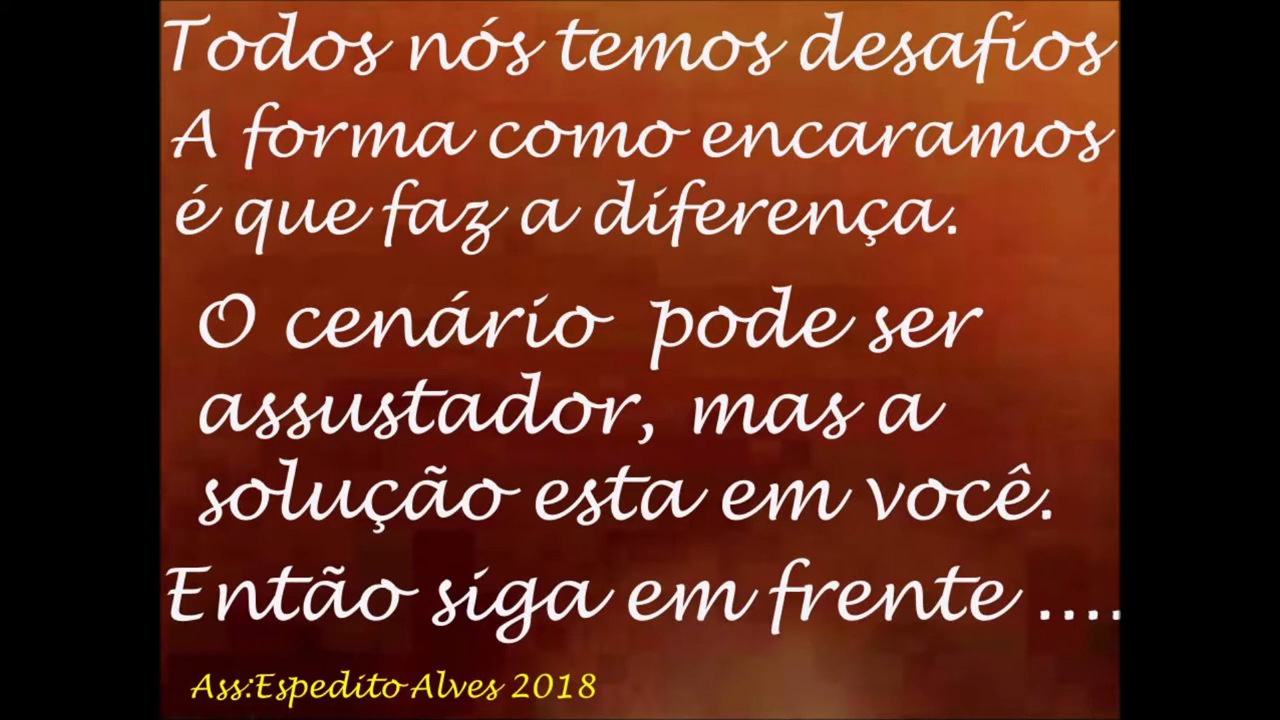 Todos nós temos desafios
A forma como encaramos
é que faz a diferença.
O cenário pode ser
assustador, mas a
solução esta em você.
Então siga em frente ....
Ass:Espedito Alves 2018